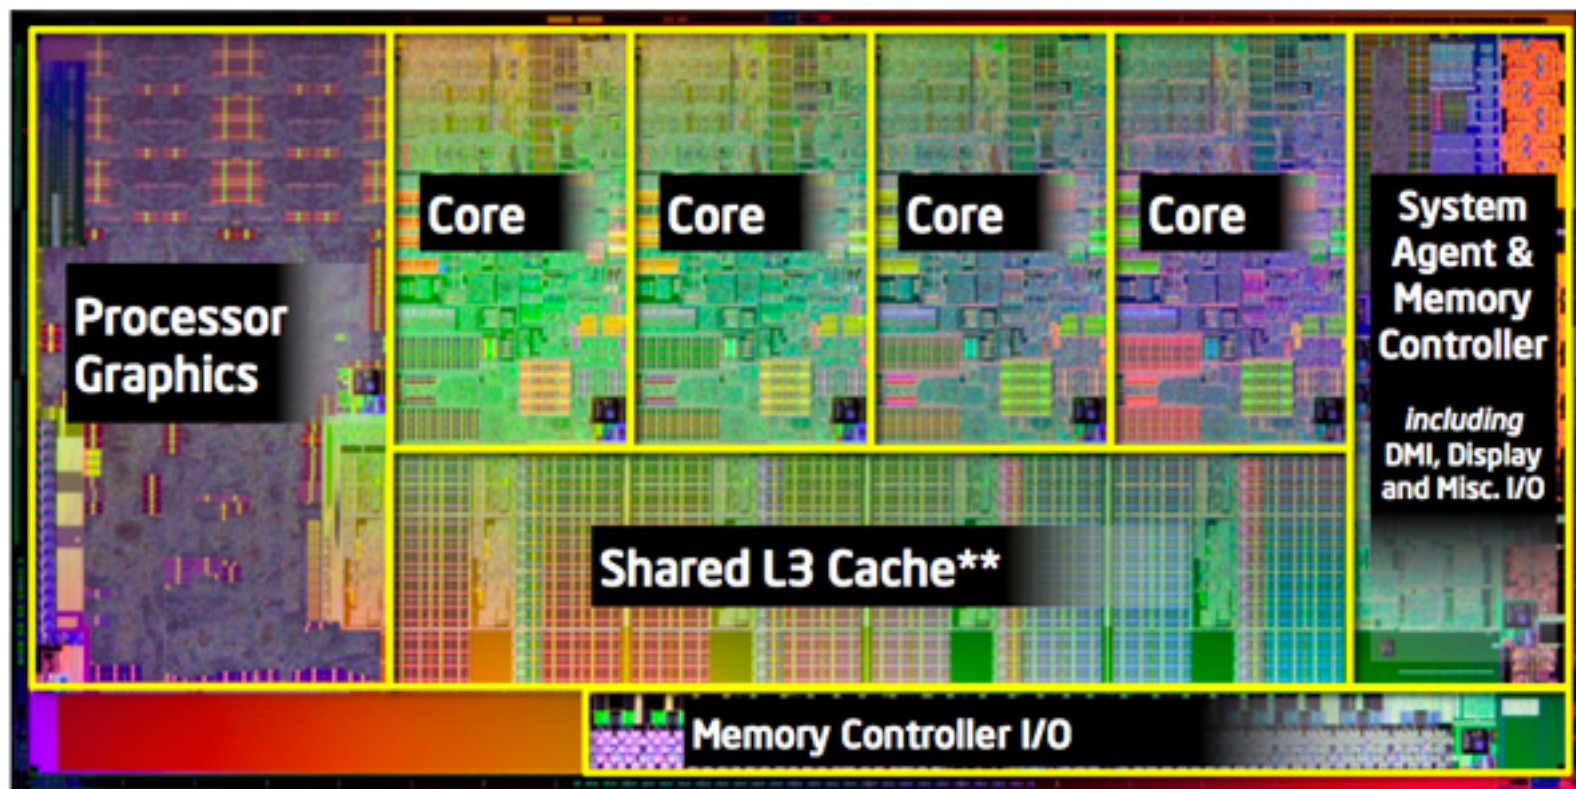 Processor
Graphics
Core
Core
Core
Core
System
Agent &
Memory
Controller
including
DMI, Display
and Misc. I/O
Shared L3 Cache**
Memory Controller I/O